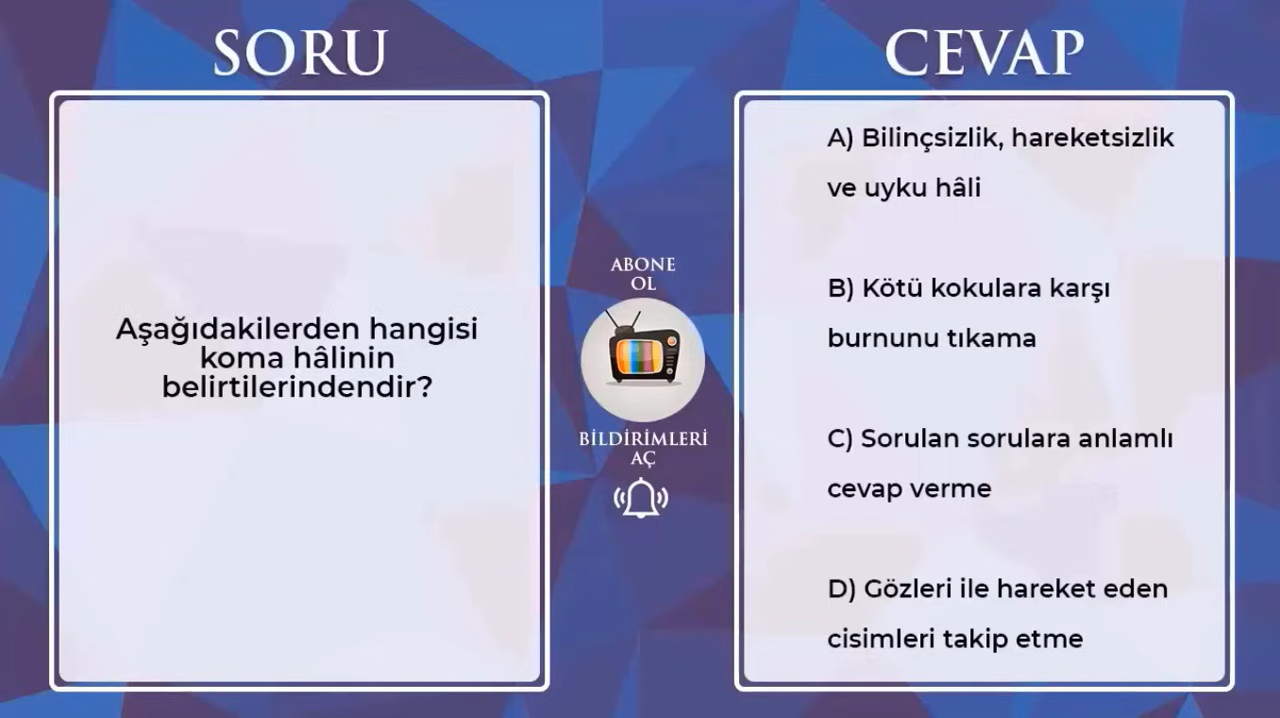 SORU
Aşağıdakilerden hangisi
koma hâlinin
belirtilerindendir?
ABONE
OL
BİLDİRİMLERİ
AÇ
CEVAP
A) Bilinçsizlik, hareketsizlik
ve uyku hâli
B) Kötü kokulara karşı
burnunu tıkama
C) Sorulan sorulara anlamlı
cevap verme
D) Gözleri ile hareket eden
cisimleri takip etme